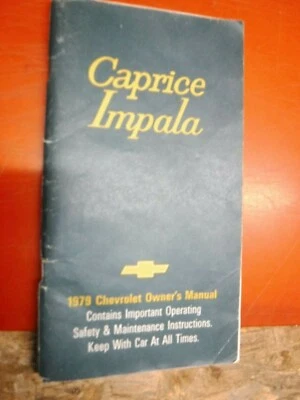 Caprice
Impala
1979 Chevrolet Owner's Manual
Contains Important Operating
Safety & Maintenance Instructions.
Keep With Car At All Times.